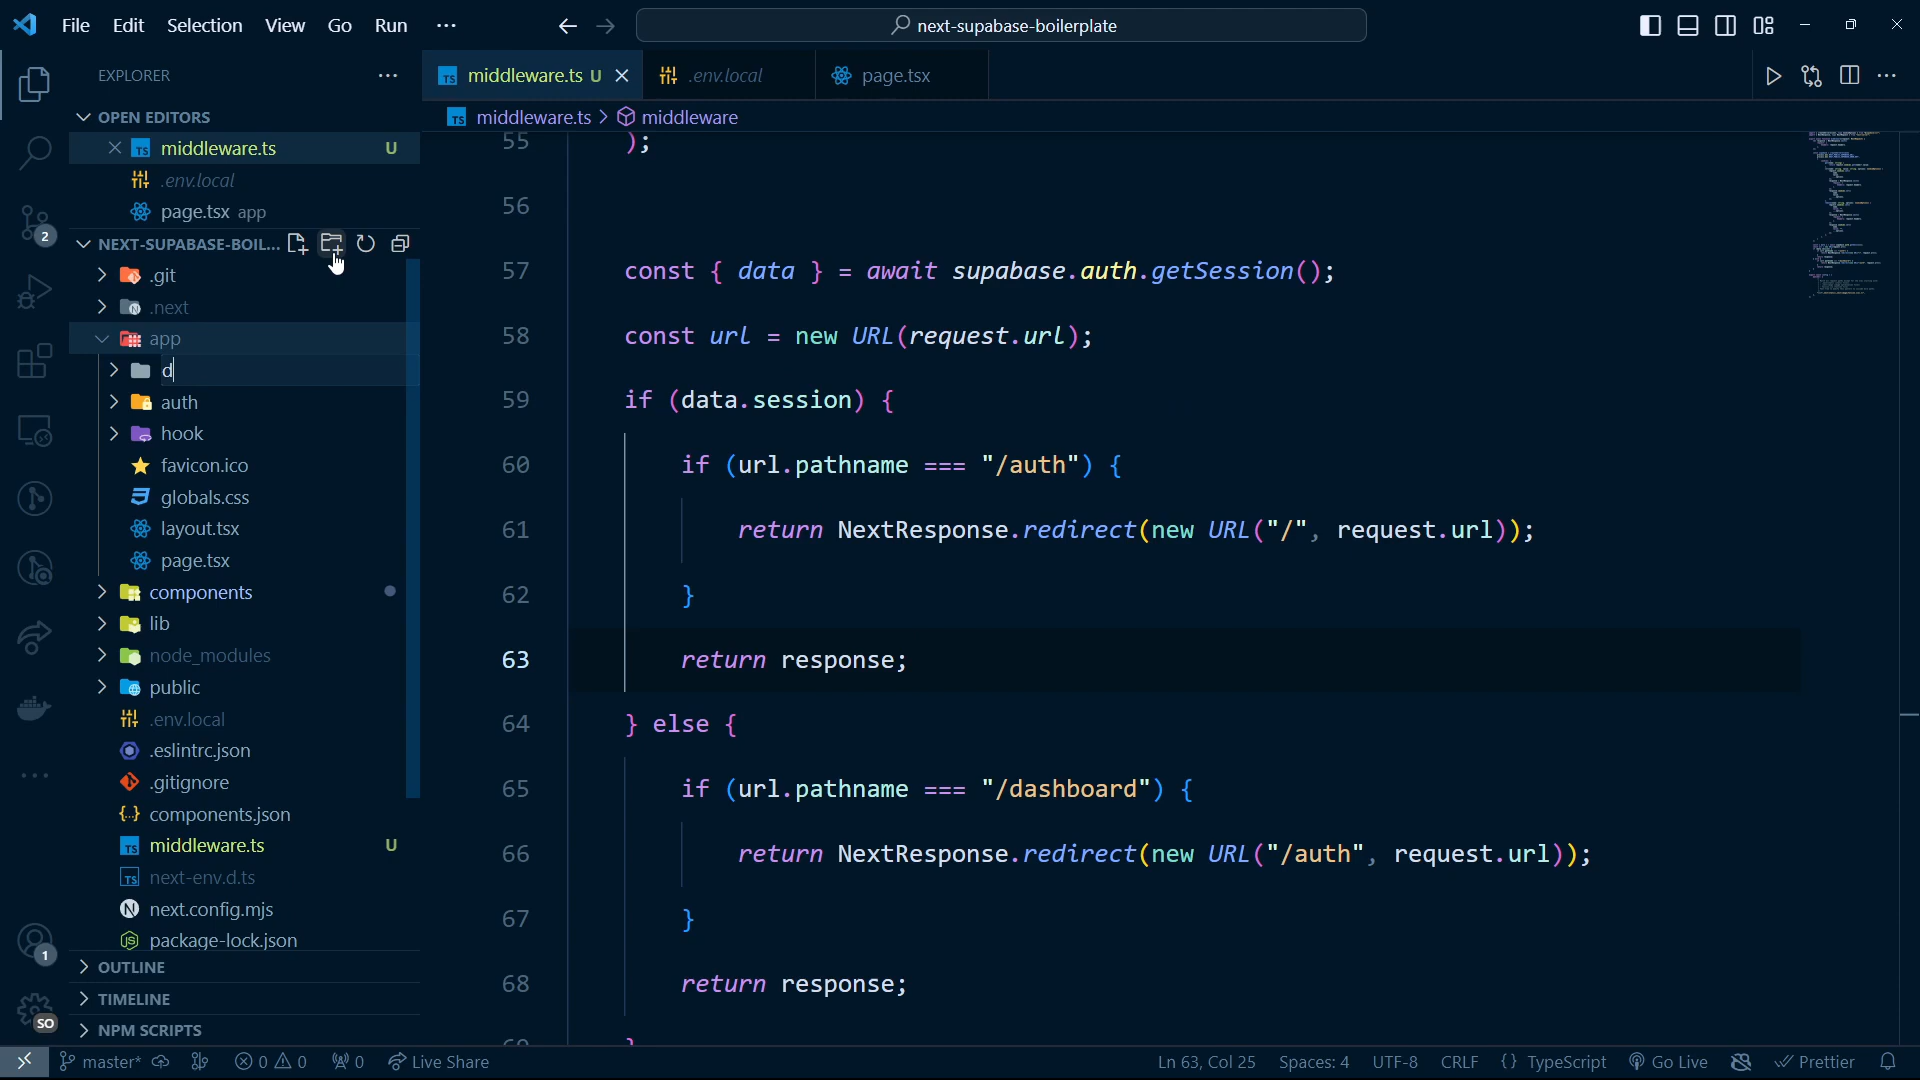 File Edit Selection View Go Run ···
next-supabase-boilerplate
EXPLORER
OPEN EDITORS
middleware.ts U
.env.local
page.tsx app
NEXT-SUPABASE-BOIL...
.git
.next
app
d
auth
hook
favicon.ico
globals.css
layout.tsx
page.tsx
components
lib
node_modules
public
.env.local
.eslintrc.json
.gitignore
components.json
middleware.ts U
next-env.d.ts
next.config.mjs
package-lock.json
OUTLINE
TIMELINE
NPM SCRIPTS
2
1
SO
middleware.ts U .env.local page.tsx
middleware.ts > middleware
55 );
56
57 const { data } = await supabase.auth.getSession();
58 const url = new URL(request.url);
59 if (data.session) {
60 if (url.pathname === "/auth") {
61 return NextResponse.redirect(new URL("/", request.url));
62 }
63 return response;
64 } else {
65 if (url.pathname === "/dashboard") {
66 return NextResponse.redirect(new URL("/auth", request.url));
67 }
68 return response;
master* 0 0 0 Live Share Ln 63, Col 25 Spaces: 4 UTF-8 CRLF {} TypeScript Go Live Prettier